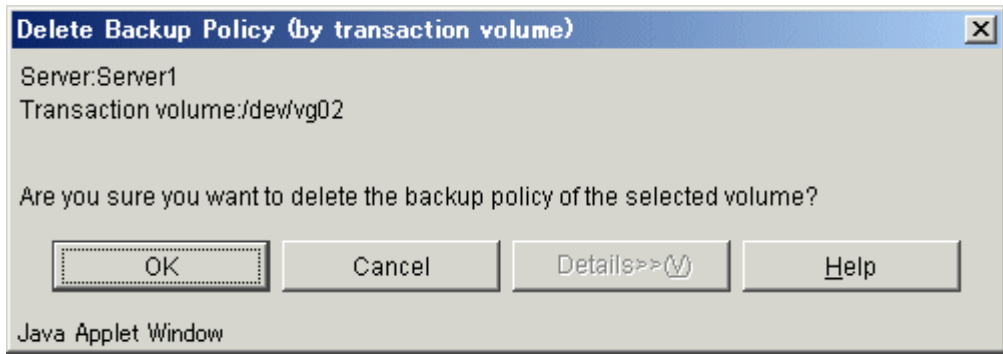 Delete Backup Policy (by transaction volume)
Server:Server1
Transaction volume:/dev/vg02
Are you sure you want to delete the backup policy of the selected volume?
OK Cancel Details>>(V) Help
Java Applet Window